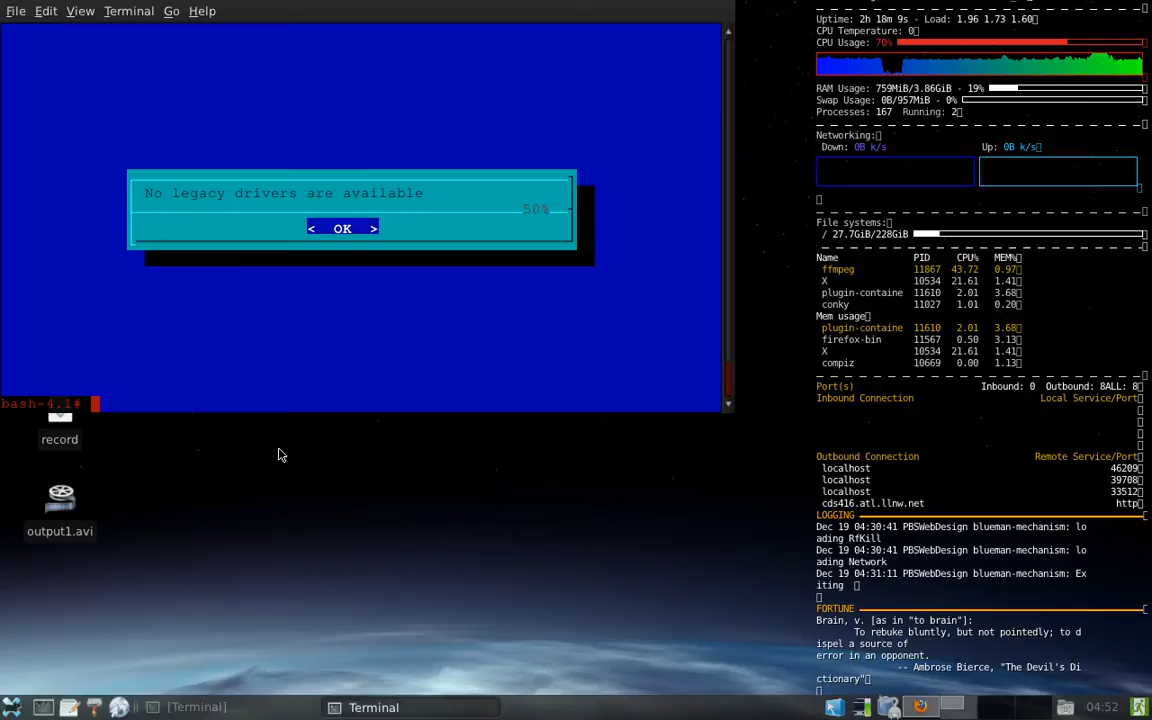 File Edit View Terminal Go Help
No legacy drivers are available
50%
< OK >
bash-4.1#
record
output1.avi
Uptime: 2h 18m 9s - Load: 1.96 1.73 1.60
CPU Temperature: 0
CPU Usage: 70%
RAM Usage: 759MiB/3.86GiB - 19%
Swap Usage: 0B/957MiB - 0%
Processes: 167 Running: 2
Networking:
Down: 0B k/s Up: 0B k/s
File systems:
/ 27.7GiB/228GiB
Name PID CPU% MEM%
ffmpeg 11867 43.72 0.97
X 10534 21.61 1.41
plugin-containe 11610 2.01 3.68
conky 11027 1.01 0.20
Mem usage
plugin-containe 11610 2.01 3.68
firefox-bin 11567 0.50 3.13
X 10534 21.61 1.41
compiz 10669 0.00 1.13
Port(s) Inbound: 0 Outbound: 8ALL: 8
Inbound Connection Local Service/Port
Outbound Connection Remote Service/Port
localhost 46209
localhost 39708
localhost 33512
cds416.atl.llnw.net http
LOGGING
Dec 19 04:30:41 PBSWebDesign blueman-mechanism: lo
ading RfKill
Dec 19 04:30:41 PBSWebDesign blueman-mechanism: lo
ading Network
Dec 19 04:31:11 PBSWebDesign blueman-mechanism: Ex
iting
FORTUNE
Brain, v. [as in "to brain"]:
To rebuke bluntly, but not pointedly; to d
ispel a source of
error in an opponent.
-- Ambrose Bierce, "The Devil's Di
ctionary"
[Terminal] Terminal 04:52